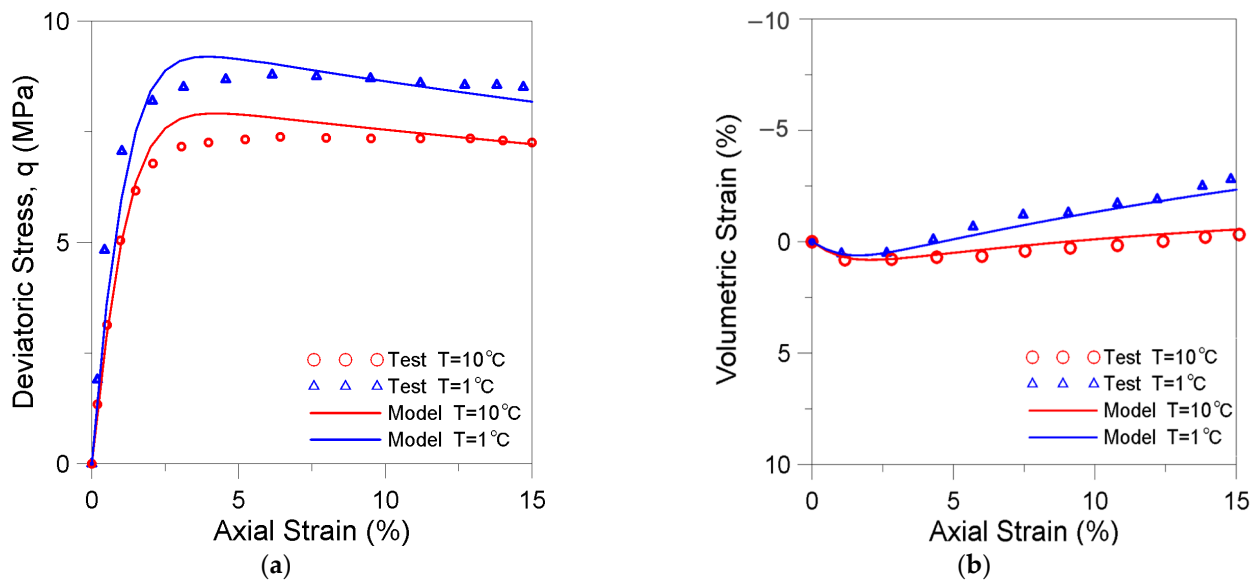 10
5
0
Deviatoric Stress, q (MPa)
Test T=10°C
Test T=1°C
Model T=10°C
Model T=1°C
0 5 10 15
Axial Strain (%)
(a)
−10
−5
0
5
10
Volumetric Strain (%)
Test T=10°C
Test T=1°C
Model T=10°C
Model T=1°C
0 5 10 15
Axial Strain (%)
(b)